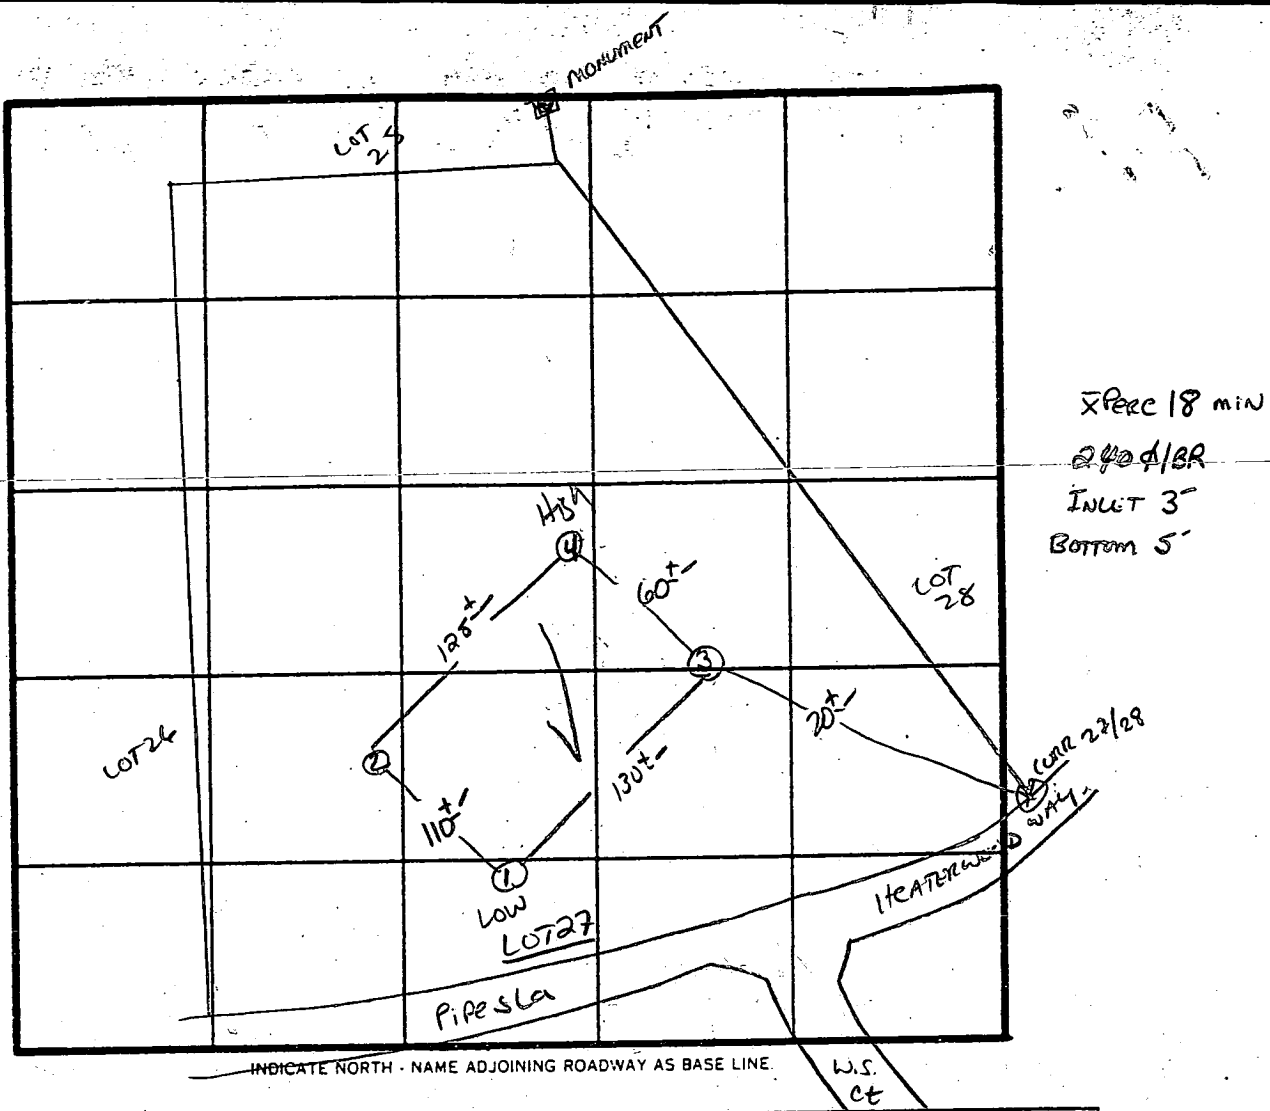 MONUMENT
LOT
25
X̄ PERC 18 MIN
240 ⌀/BR
INLET 3'
BOTTOM 5'
High
4
60±
LOT
28
125±
3
20±
LOT 26
2
CORR 27/28
130±
110±
1
LOW
LOT 27
WAY
Pipes La
INDICATE NORTH - NAME ADJOINING ROADWAY AS BASE LINE.
W.S.
Ct